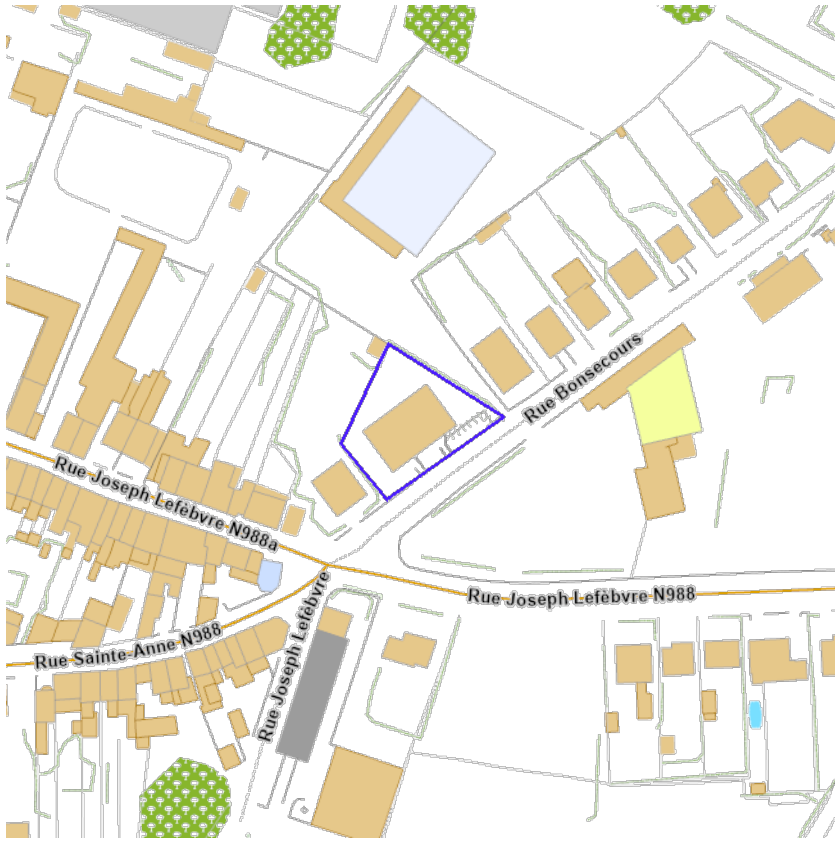 Rue Bonsecours
Rue Joseph Lefèbvre N988a
Rue Joseph Lefèbvre N988
Rue Joseph Lefèbvre
Rue Sainte-Anne N988